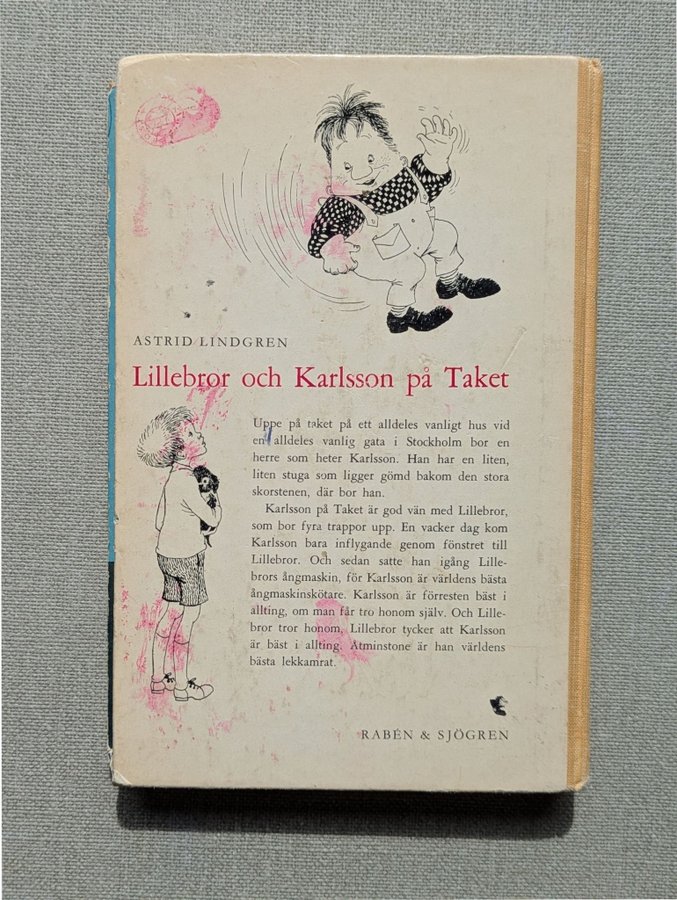 ASTRID LINDGREN
Lillebror och Karlsson på Taket
Uppe på taket på ett alldeles vanligt hus vid
en alldeles vanlig gata i Stockholm bor en
herre som heter Karlsson. Han har en liten,
liten stuga som ligger gömd bakom den stora
skorstenen, där bor han.
Karlsson på Taket är god vän med Lillebror,
som bor fyra trappor upp. En vacker dag kom
Karlsson bara inflygande genom fönstret till
Lillebror. Och sedan satte han igång Lille-
brors ångmaskin, för Karlsson är världens bästa
ångmaskinskötare. Karlsson är förresten bäst i
allting, om man får tro honom själv. Och Lille-
bror tror honom. Lillebror tycker att Karlsson
är bäst i allting. Åtminstone är han världens
bästa lekkamrat.
RABÉN & SJÖGREN